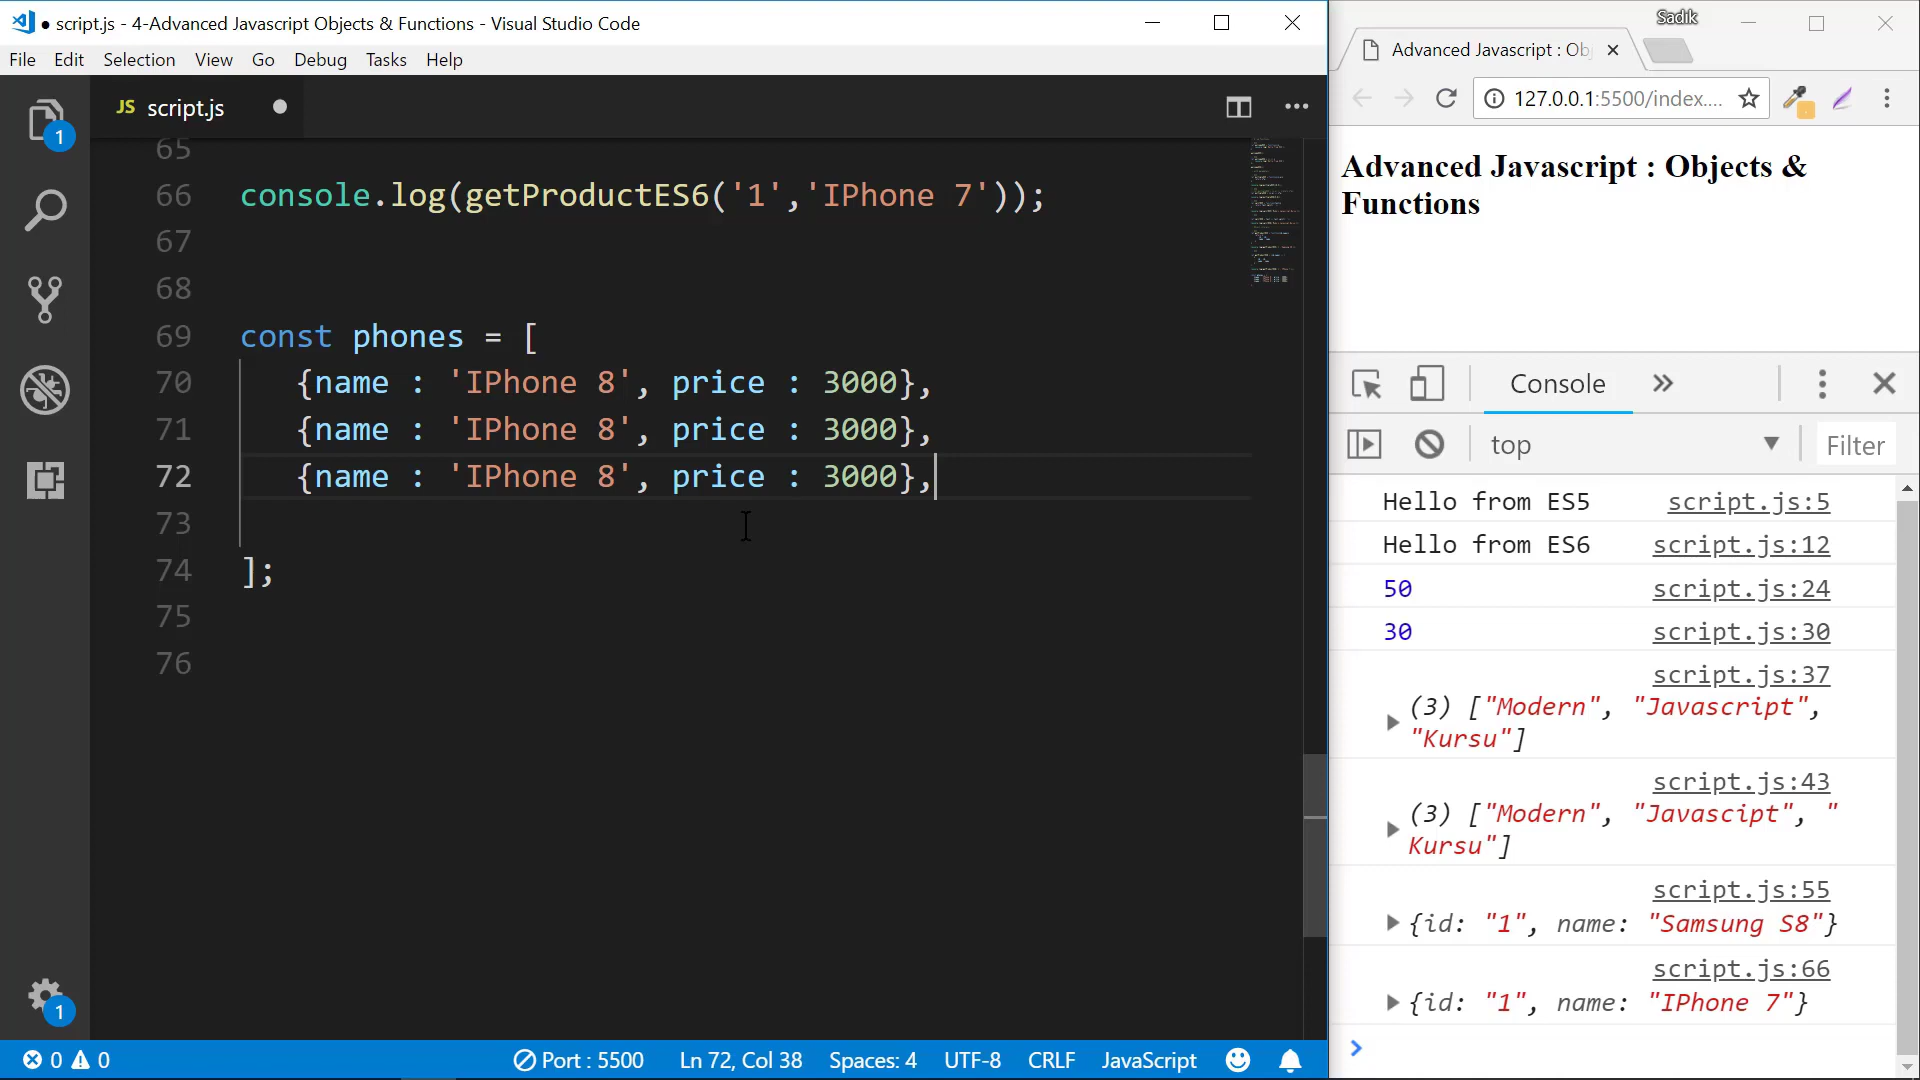 script.js - 4-Advanced Javascript Objects & Functions - Visual Studio Code
File Edit Selection View Go Debug Tasks Help
JS script.js
65
66 console.log(getProductES6('1','IPhone 7'));
67
68
69 const phones = [
70 {name : 'IPhone 8', price : 3000},
71 {name : 'IPhone 8', price : 3000},
72 {name : 'IPhone 8', price : 3000},
73
74 ];
75
76
1
1
0 0
Port : 5500 Ln 72, Col 38 Spaces: 4 UTF-8 CRLF JavaScript
Sadik
Advanced Javascript : Obj
127.0.0.1:5500/index....
Advanced Javascript : Objects &
Functions
Console
top Filter
Hello from ES5 script.js:5
Hello from ES6 script.js:12
50 script.js:24
30 script.js:30
script.js:37
(3) ["Modern", "Javascript",
"Kursu"]
script.js:43
(3) ["Modern", "Javascipt", "
Kursu"]
script.js:55
{id: "1", name: "Samsung S8"}
script.js:66
{id: "1", name: "IPhone 7"}